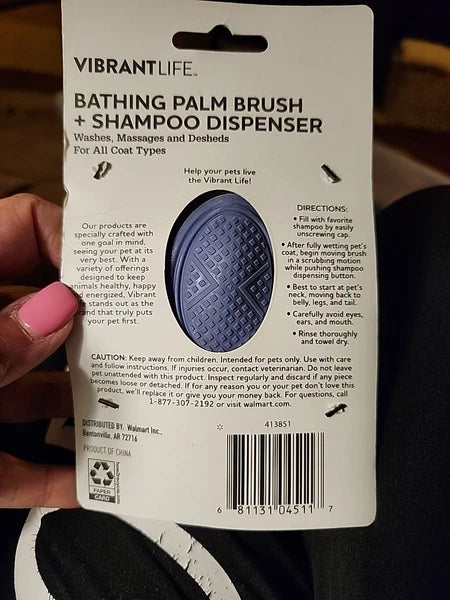 VIBRANTLIFE™
BATHING PALM BRUSH
+ SHAMPOO DISPENSER
Washes, Massages and Desheds
For All Coat Types
Help your pets live
the Vibrant Life!
Our products are
specially crafted with
one goal in mind,
seeing your pet at its
very best. With a
variety of offerings
designed to keep
animals healthy, happy
and energized, Vibrant
stands out as the
that truly puts
your pet first.
DIRECTIONS:
• Fill with favorite
shampoo by easily
unscrewing cap.
• After fully wetting pet's
coat, begin moving brush
in a scrubbing motion
while pushing shampoo
dispensing button.
• Best to start at pet's
neck, moving back to
belly, legs, and tail.
• Carefully avoid eyes,
ears, and mouth.
• Rinse thoroughly
and towel dry.
CAUTION: Keep away from children. Intended for pets only. Use with care
and follow instructions. If injuries occur, contact veterinarian. Do not leave
pet unattended with this product. Inspect regularly and discard if any piece
becomes loose or detached. If for any reason you or your pet don't love this
product, we'll replace it or give you your money back. For questions, call
1-877-307-2192 or visit walmart.com.
DISTRIBUTED BY: Walmart Inc.,
Bentonville, AR 72716
PRODUCT OF CHINA
PAPER
CARD
how2recycle.info
413851
6 81131 04511 7